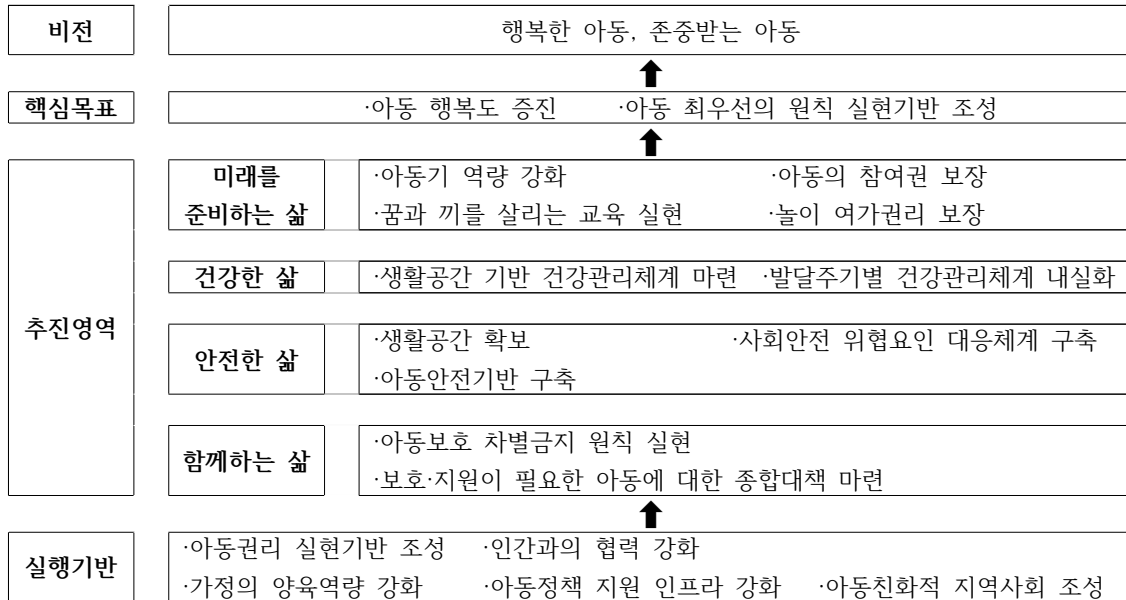 비전
행복한 아동, 존중받는 아동
핵심목표
·아동 행복도 증진 ·아동 최우선의 원칙 실현기반 조성
추진영역
미래를
준비하는 삶
·아동기 역량 강화 ·아동의 참여권 보장
·꿈과 끼를 살리는 교육 실현 ·놀이 여가권리 보장
건강한 삶
·생활공간 기반 건강관리체계 마련 ·발달주기별 건강관리체계 내실화
안전한 삶
·생활공간 확보 ·사회안전 위협요인 대응체계 구축
·아동안전기반 구축
함께하는 삶
·아동보호 차별금지 원칙 실현
·보호·지원이 필요한 아동에 대한 종합대책 마련
실행기반
·아동권리 실현기반 조성 ·인간과의 협력 강화
·가정의 양육역량 강화 ·아동정책 지원 인프라 강화 ·아동친화적 지역사회 조성